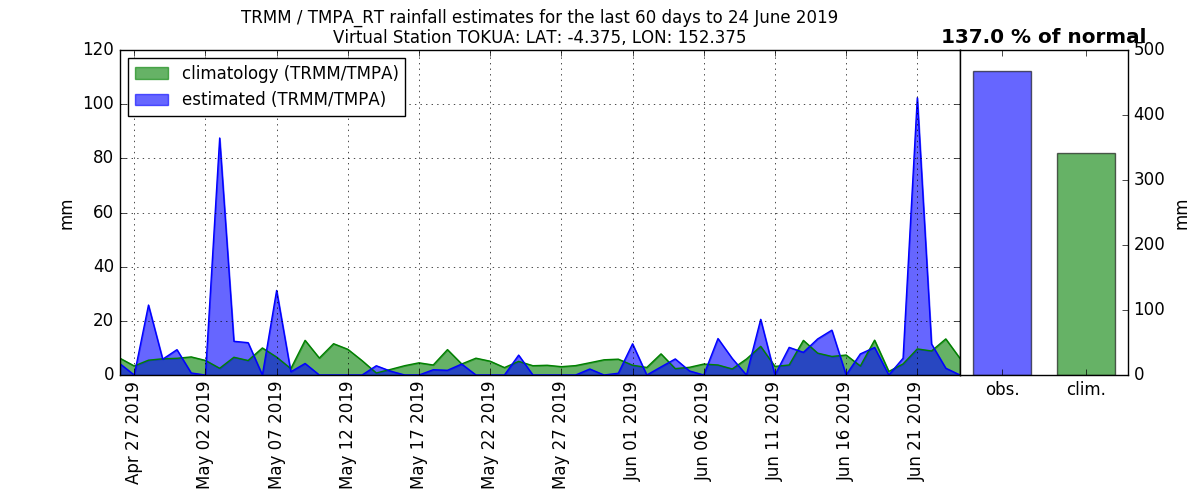 TRMM / TMPA_RT rainfall estimates for the last 60 days to 24 June 2019
Virtual Station TOKUA: LAT: -4.375, LON: 152.375
137.0 % of normal
climatology (TRMM/TMPA)
estimated (TRMM/TMPA)
mm
120
100
80
60
40
20
0
Apr 27 2019
May 02 2019
May 07 2019
May 12 2019
May 17 2019
May 22 2019
May 27 2019
Jun 01 2019
Jun 06 2019
Jun 11 2019
Jun 16 2019
Jun 21 2019
obs.
clim.
500
400
300
200
100
0
mm